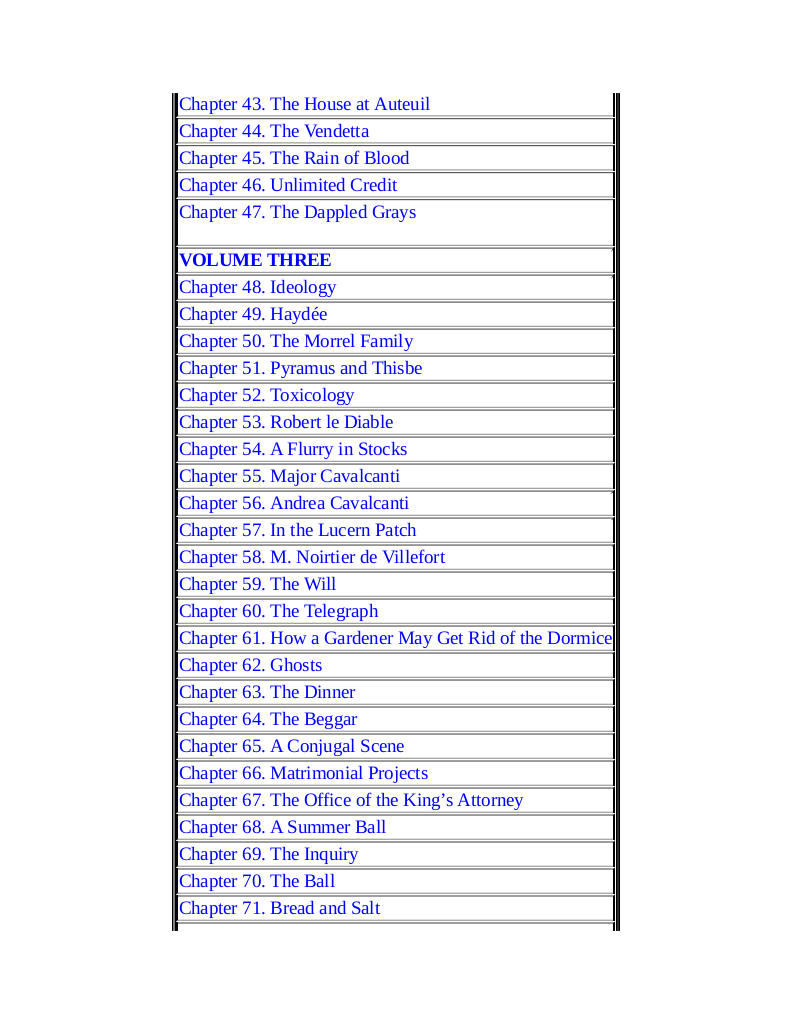 Chapter 43. The House at Auteuil
Chapter 44. The Vendetta
Chapter 45. The Rain of Blood
Chapter 46. Unlimited Credit
Chapter 47. The Dappled Grays
VOLUME THREE
Chapter 48. Ideology
Chapter 49. Haydée
Chapter 50. The Morrel Family
Chapter 51. Pyramus and Thisbe
Chapter 52. Toxicology
Chapter 53. Robert le Diable
Chapter 54. A Flurry in Stocks
Chapter 55. Major Cavalcanti
Chapter 56. Andrea Cavalcanti
Chapter 57. In the Lucern Patch
Chapter 58. M. Noirtier de Villefort
Chapter 59. The Will
Chapter 60. The Telegraph
Chapter 61. How a Gardener May Get Rid of the Dormice
Chapter 62. Ghosts
Chapter 63. The Dinner
Chapter 64. The Beggar
Chapter 65. A Conjugal Scene
Chapter 66. Matrimonial Projects
Chapter 67. The Office of the King’s Attorney
Chapter 68. A Summer Ball
Chapter 69. The Inquiry
Chapter 70. The Ball
Chapter 71. Bread and Salt